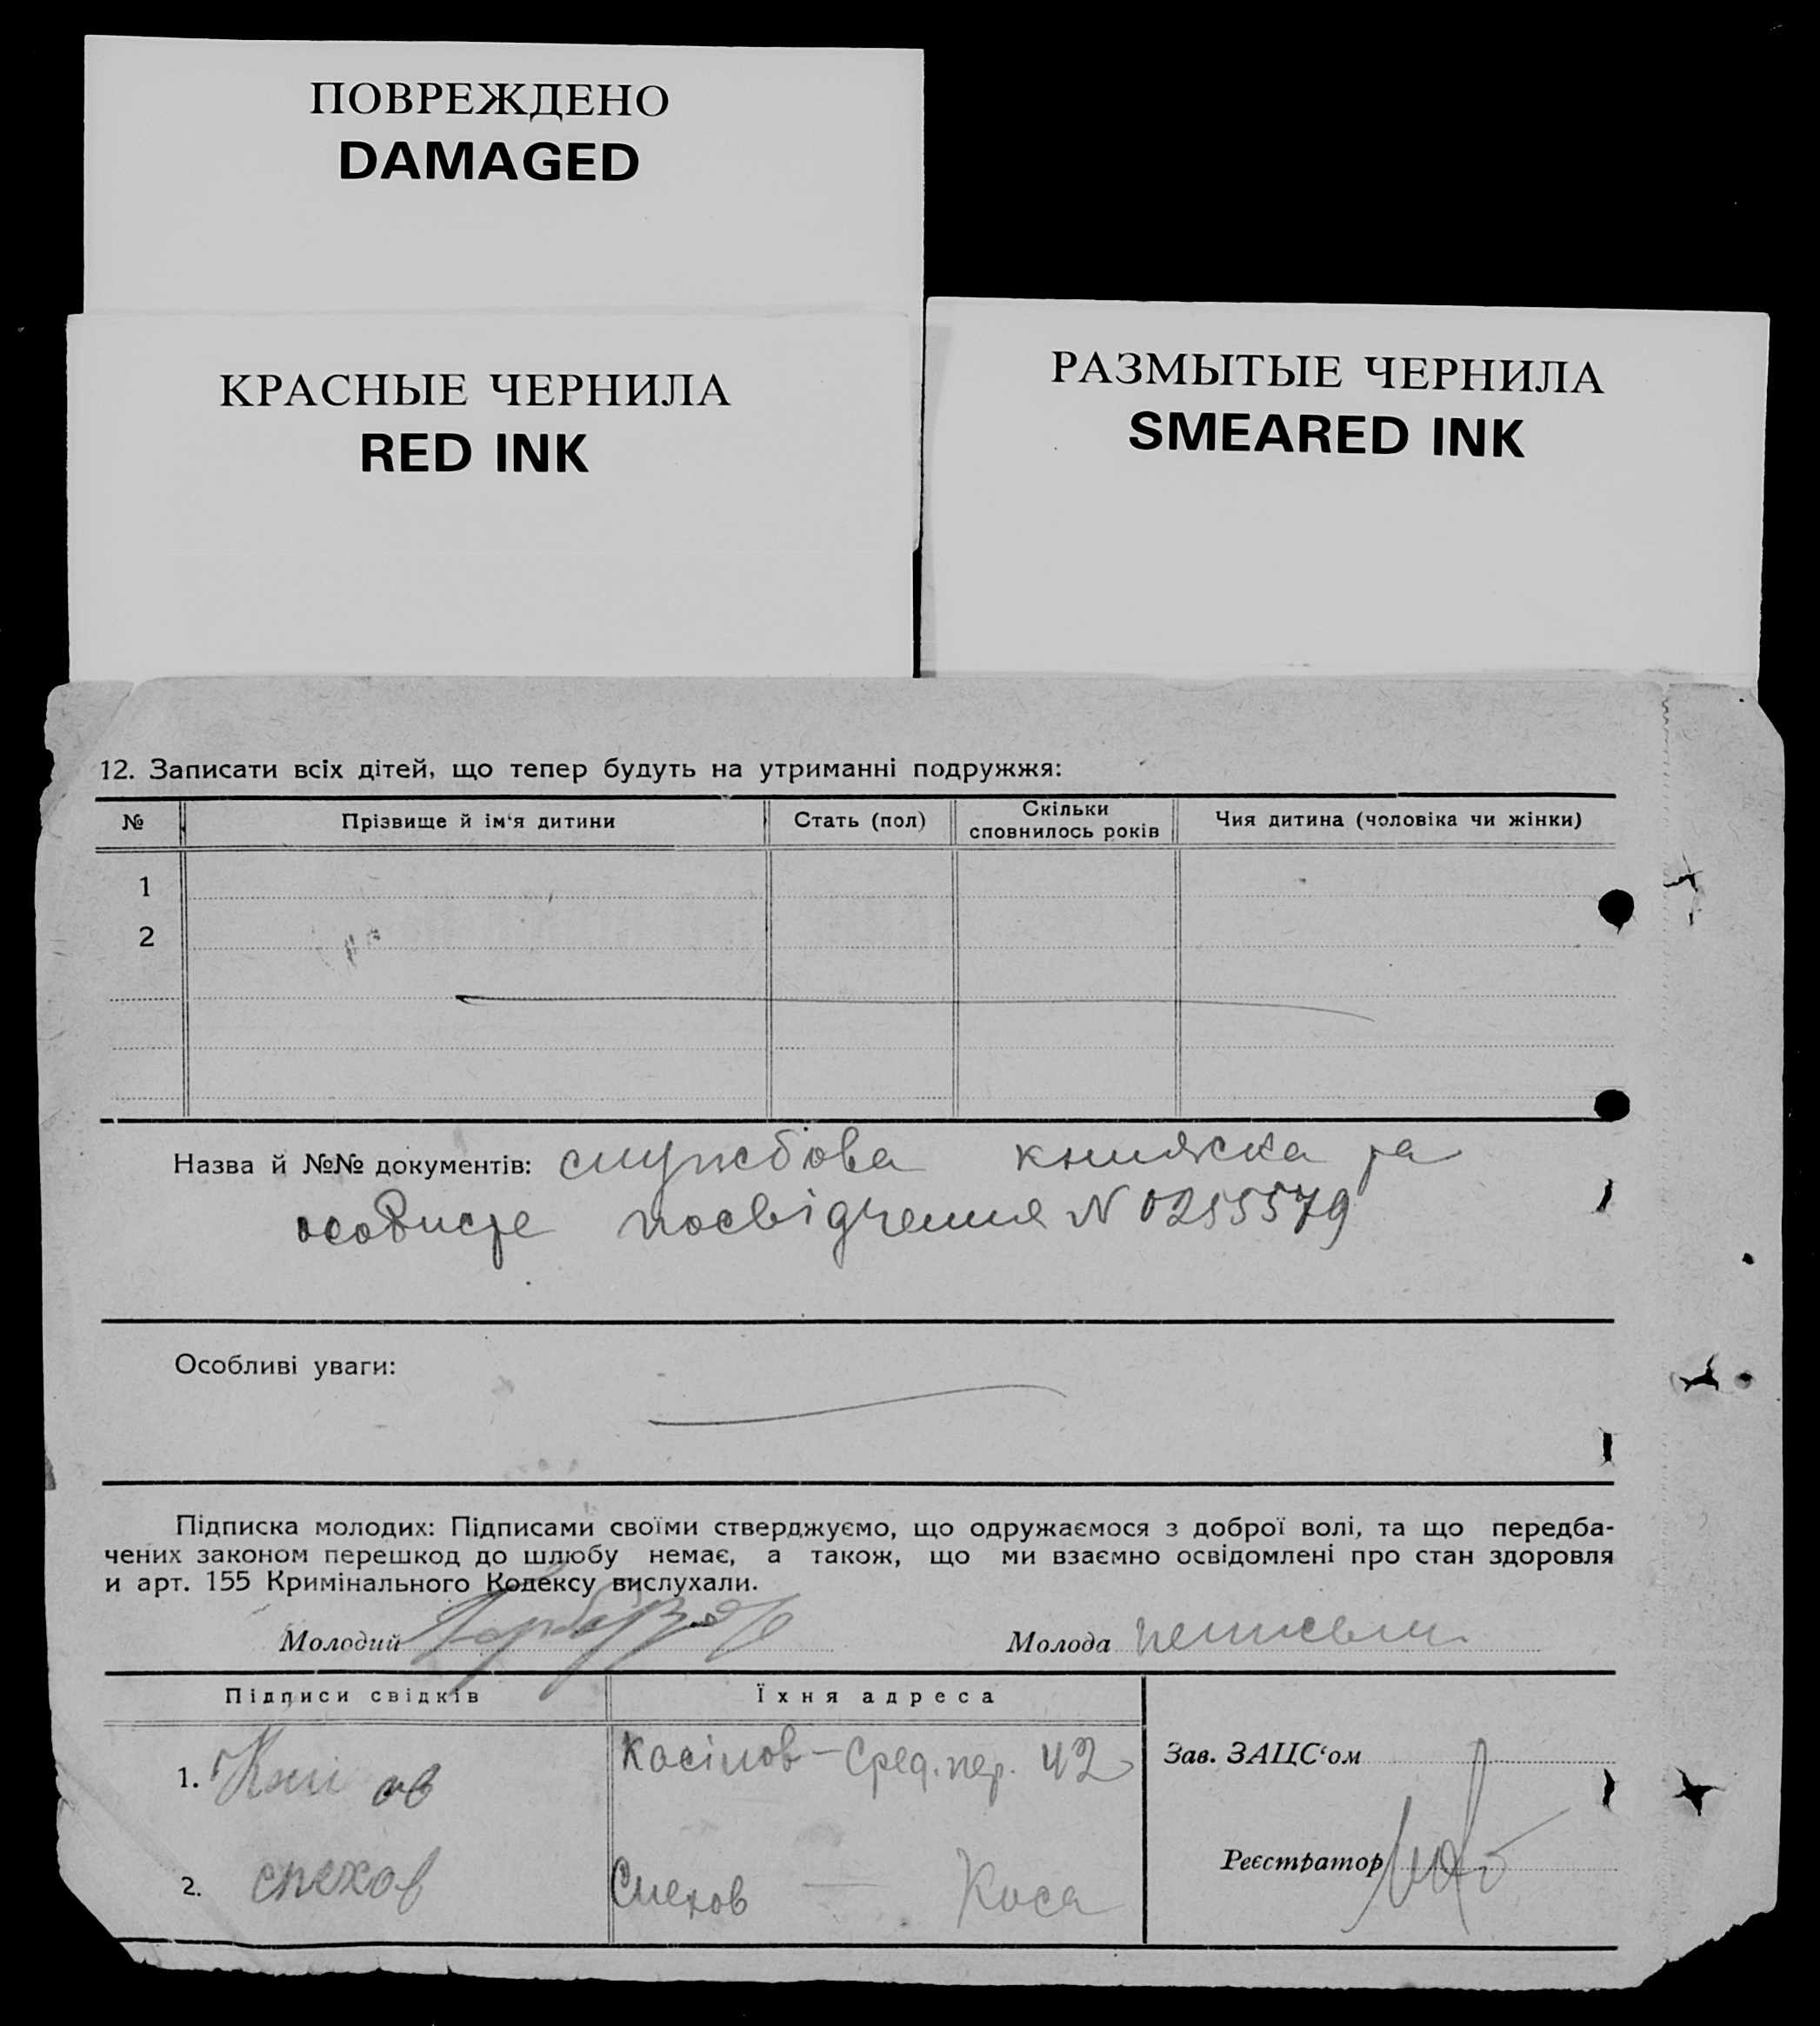 ПОВРЕЖДЕНО
DAMAGED
КРАСНЫЕ ЧЕРНИЛА
RED INK
РАЗМЫТЫЕ ЧЕРНИЛА
SMEARED INK
12. Записати всіх дітей, що тепер будуть на утриманні подружжя:
№ Прізвище й ім‘я дитини Стать (пол) Скільки сповнилось років Чия дитина (чоловіка чи жінки)
1
2
Назва й №№ документів: службова книжка та
особисте посвідчення N 0255579
Особливі уваги:
Підписка молодих: Підписами своїми стверджуємо, що одружаємося з доброї волі, та що передба-
чених законом перешкод до шлюбу немає, а також, що ми взаємно освідомлені про стан здоровля
и арт. 155 Кримінального Кодексу вислухали.
Молодий Молода
Підписи свідків Їхня адреса
Зав. ЗАЦС‘ом
1. Касімов – Сред. пер. 42
Реєстратор
2. спехов Спехов — Коса